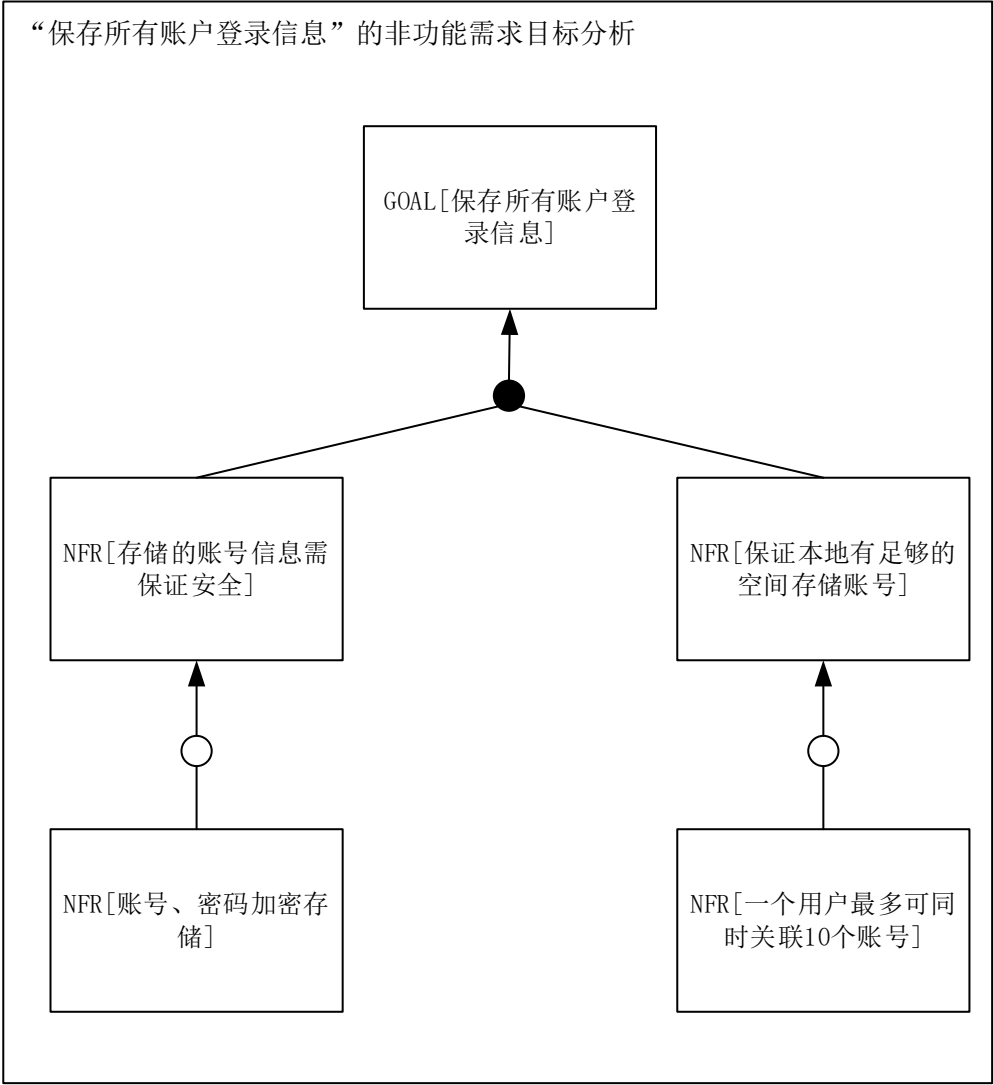 “保存所有账户登录信息”的非功能需求目标分析
GOAL[保存所有账户登
录信息]
NFR[存储的账号信息需
保证安全]
NFR[保证本地有足够的
空间存储账号]
NFR[账号、密码加密存
储]
NFR[一个用户最多可同
时关联10个账号]